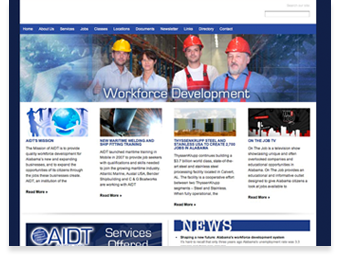 Home About Us Services Jobs Classes Locations Documents Newsletter Links Directory Contact
Workforce Development
AIDT'S MISSION
The Mission of AIDT is to provide
quality workforce development for
Alabama's new and expanding
businesses, and to expand the
opportunities of its citizens through
the jobs these businesses create.
AIDT, an institution of the
Read More »
NEW MARITIME WELDING AND
SHIP FITTING TRAINING
AIDT launched maritime training in
Mobile in 2007 to provide job seekers
with qualifications and skills needed
to join the growing maritime industry
Atlantic Marine, Austal USA, Bender
Shipbuilding and C & G Boatworks
are working with AIDT
Read More »
THYSSENKRUPP STEEL AND
STAINLESS USA TO CREATE 2,700
JOBS IN ALABAMA
ThyssenKrupp continues building a
$3.7 billion world class, state-of-the-
art steel and stainless steel
processing facility located in Calvert,
AL. The facility is a cooperative effort
between two ThyssenKrupp
segments – Steel and Stainless.
When fully operational, the
Read More »
ON THE JOB TV
On The Job is a television show
showcasing unique and often
overlooked companies and
educational opportunities in
Alabama. On The Job provides an
educational and informative outlet
designed to give Alabama citizens a
look at jobs available to
Read More »
AIDT
Services
Offered
NEWS
Shaping a new future, Alabama's workforce development system